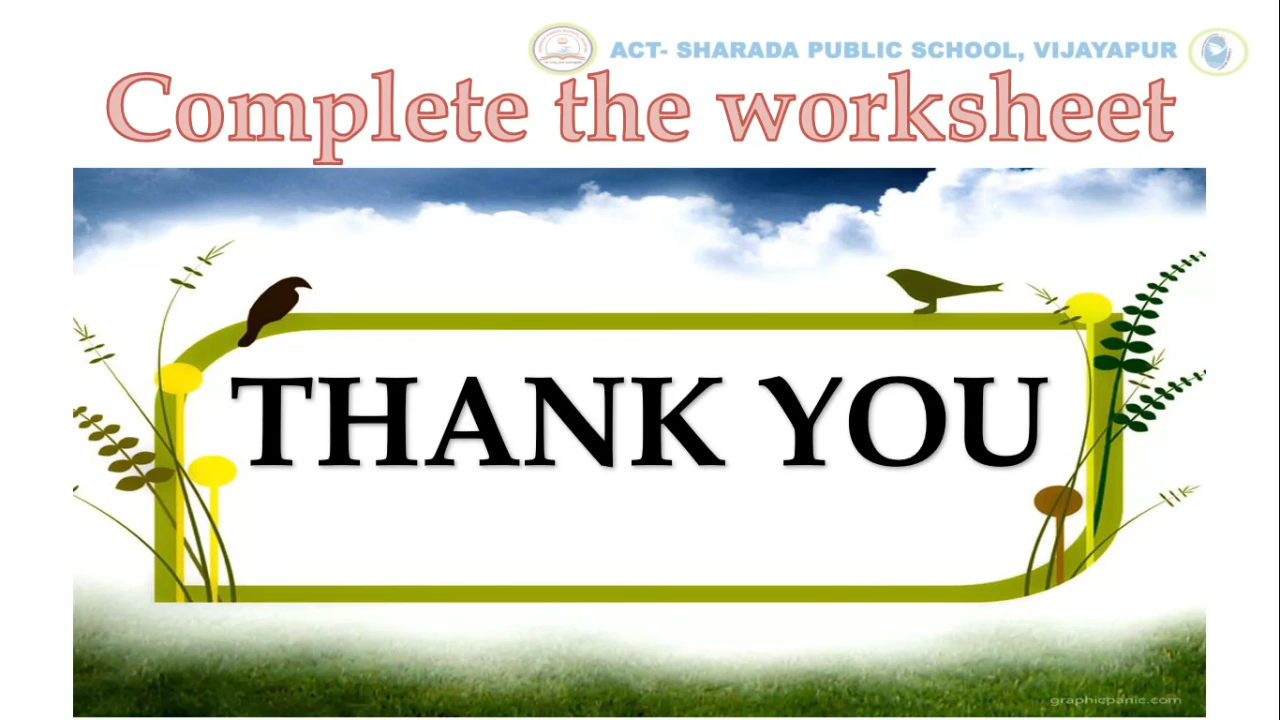 ACT- SHARADA PUBLIC SCHOOL, VIJAYAPUR
Complete the worksheet
THANK YOU
graphicpanic.com